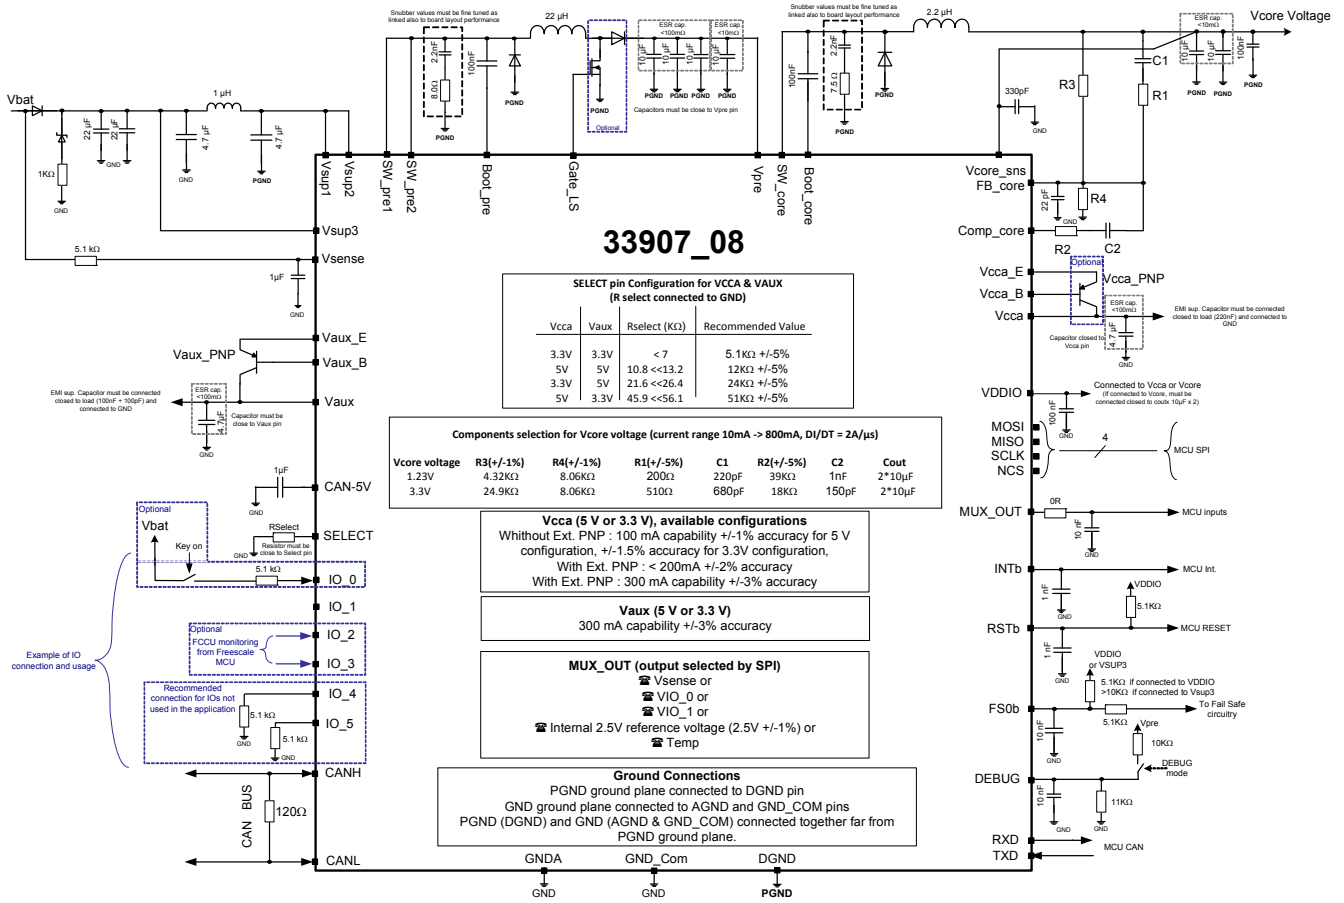 Snubber values must be fine tuned as
linked also to board layout performance
22 µH
ESR cap.
<100mΩ
ESR cap.
<10mΩ
Snubber values must be fine tuned as
linked also to board layout performance
2.2 µH
ESR cap.
<10mΩ
Vcore Voltage
2.2nF
8.0Ω
PGND
100nF
PGND
PGND
Optional
10 µF
10 µF
10 µF
10 µF
PGND PGND PGND PGND
Capacitors must be close to Vpre pin
100nF
2.2nF
7.5 Ω
PGND
PGND
10 µF
10 µF
100nF
PGND
PGND
PGND
C1
R1
R3
330pF
GND
Vbat
1 µH
22 µF
22 µF
GND
4.7 µF
GND
4.7 µF
PGND
1KΩ
GND
Vsup1
Vsup2
SW_pre1
SW_pre2
Boot_pre
Gate_LS
Vpre
SW_core
Boot_core
Vcore_sns
FB_core
22 pF
GND
R4
Comp_core
R2
C2
Vsup3
5.1 kΩ
Vsense
1µF
GND
33907_08
Optional
Vcca_E
Vcca_PNP
Vcca_B
Vcca
ESR cap.
<100mΩ
4.7 µF
GND
Capacitor closed to
Vcca pin
EMI sup. Capacitor must be connected
closed to load (220nF) and connected to
GND
SELECT pin Configuration for VCCA & VAUX
(R select connected to GND)
Vcca Vaux Rselect (KΩ) Recommended Value
3.3V 3.3V < 7 5.1KΩ +/-5%
5V 5V 10.8 <<13.2 12KΩ +/-5%
3.3V 5V 21.6 <<26.4 24KΩ +/-5%
5V 3.3V 45.9 <<56.1 51KΩ +/-5%
Vaux_E
Vaux_PNP
Vaux_B
Vaux
EMI sup. Capacitor must be connected
closed to load (100nF + 100pF) and
connected to GND
ESR cap.
<100mΩ
4.7µF
GND
Capacitor must be
close to Vaux pin
VDDIO
Connected to Vcca or Vcore
(If connected to Vcore, must be
connected closed to coutx 10µF x 2)
100 nF
GND
MOSI
MISO
SCLK
NCS
4
MCU SPI
Components selection for Vcore voltage (current range 10mA -> 800mA, DI/DT = 2A/µs)
Vcore voltage R3(+/-1%) R4(+/-1%) R1(+/-5%) C1 R2(+/-5%) C2 Cout
1.23V 4.32KΩ 8.06KΩ 200Ω 220pF 39KΩ 1nF 2*10µF
3.3V 24.9KΩ 8.06KΩ 510Ω 680pF 18KΩ 150pF 2*10µF
1µF
GND
CAN-5V
Optional
Vbat
Key on
RSelect
GND
Resistor must be
close to Select pin
SELECT
5.1 kΩ
IO_0
IO_1
Optional
FCCU monitoring
from Freescale
MCU
IO_2
IO_3
Example of IO
connection and usage
Recommended
connection for IOs not
used in the application
IO_4
5.1 kΩ
GND
IO_5
5.1 kΩ
GND
CANH
CAN BUS
120Ω
CANL
Vcca (5 V or 3.3 V), available configurations
Whithout Ext. PNP : 100 mA capability +/-1% accuracy for 5 V
configuration, +/-1.5% accuracy for 3.3V configuration,
With Ext. PNP : < 200mA +/-2% accuracy
With Ext. PNP : 300 mA capability +/-3% accuracy
Vaux (5 V or 3.3 V)
300 mA capability +/-3% accuracy
MUX_OUT (output selected by SPI)
☎ Vsense or
☎ VIO_0 or
☎ VIO_1 or
☎ Internal 2.5V reference voltage (2.5V +/-1%) or
☎ Temp
Ground Connections
PGND ground plane connected to DGND pin
GND ground plane connected to AGND and GND_COM pins
PGND (DGND) and GND (AGND & GND_COM) connected together far from
PGND ground plane.
MUX_OUT
0R
MCU inputs
10 nF
GND
INTb
MCU Int.
1 nF
GND
VDDIO
5.1KΩ
RSTb
MCU RESET
1 nF
GND
VDDIO
or VSUP3
5.1KΩ if connected to VDDIO
>10KΩ if connected to Vsup3
FS0b
5.1KΩ
To Fail Safe
circuitry
10 nF
GND
Vpre
10KΩ
DEBUG
mode
DEBUG
10 nF
GND
11KΩ
GND
RXD
TXD
MCU CAN
GNDA
GND
GND_Com
GND
DGND
PGND